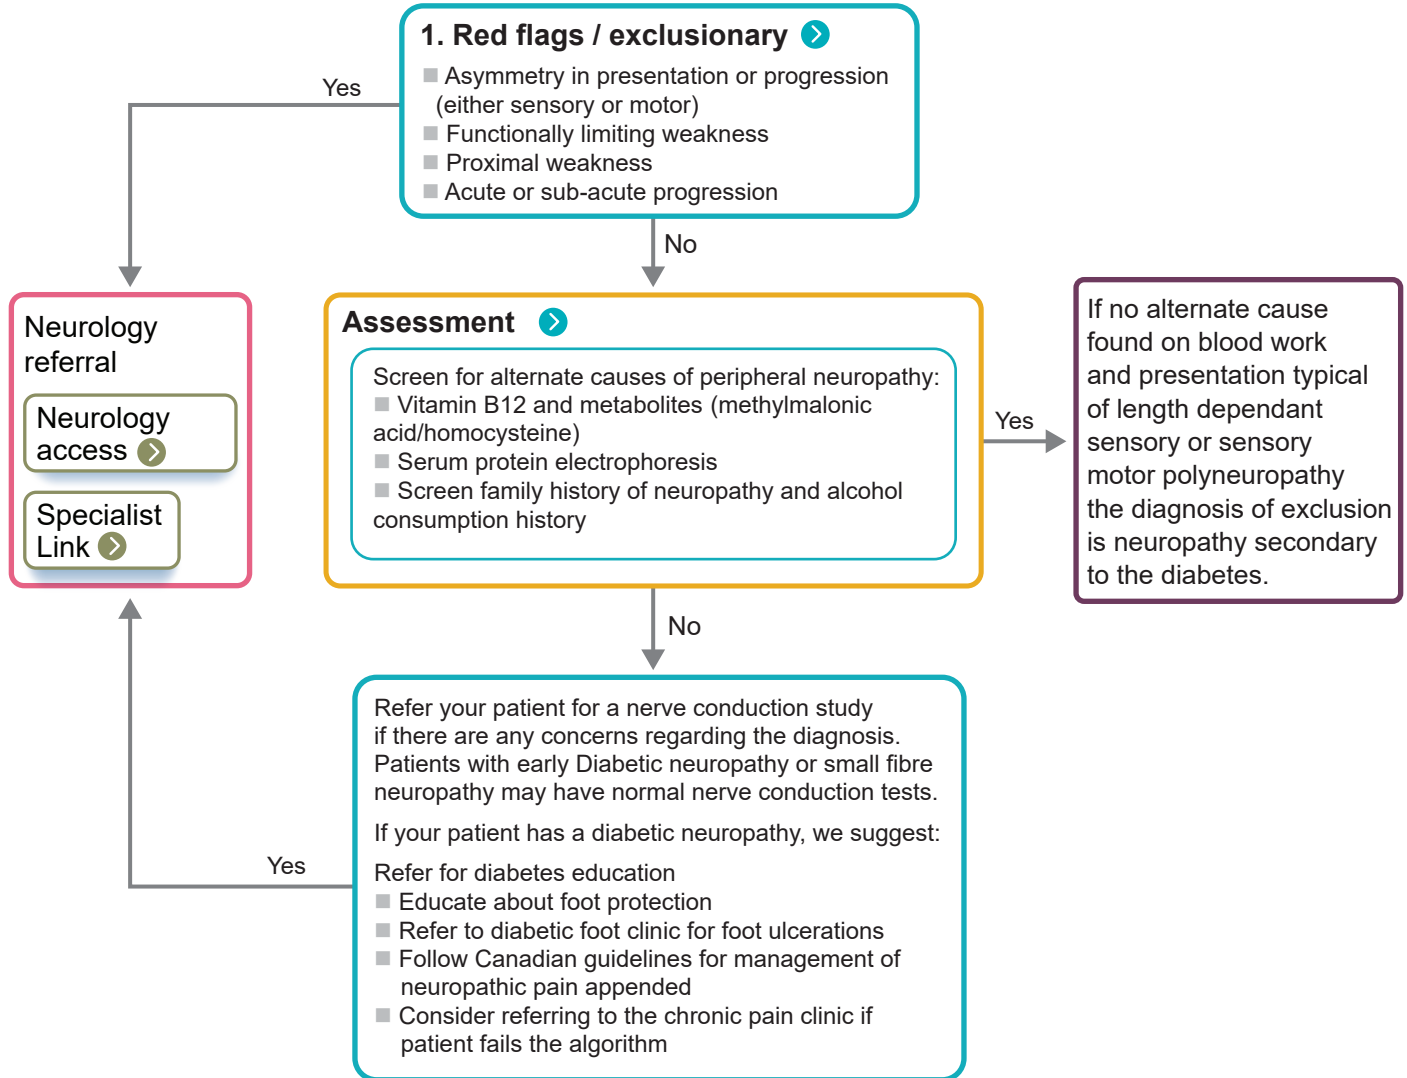 1. Red flags / exclusionary
Asymmetry in presentation or progression
(either sensory or motor)
Functionally limiting weakness
Proximal weakness
Acute or sub-acute progression
Yes
No
Neurology
referral
Neurology
access
Specialist
Link
Assessment
Screen for alternate causes of peripheral neuropathy:
Vitamin B12 and metabolites (methylmalonic
acid/homocysteine)
Serum protein electrophoresis
Screen family history of neuropathy and alcohol
consumption history
Yes
If no alternate cause
found on blood work
and presentation typical
of length dependant
sensory or sensory
motor polyneuropathy
the diagnosis of exclusion
is neuropathy secondary
to the diabetes.
No
Refer your patient for a nerve conduction study
if there are any concerns regarding the diagnosis.
Patients with early Diabetic neuropathy or small fibre
neuropathy may have normal nerve conduction tests.
If your patient has a diabetic neuropathy, we suggest:
Refer for diabetes education
Educate about foot protection
Refer to diabetic foot clinic for foot ulcerations
Follow Canadian guidelines for management of
neuropathic pain appended
Consider referring to the chronic pain clinic if
patient fails the algorithm
Yes